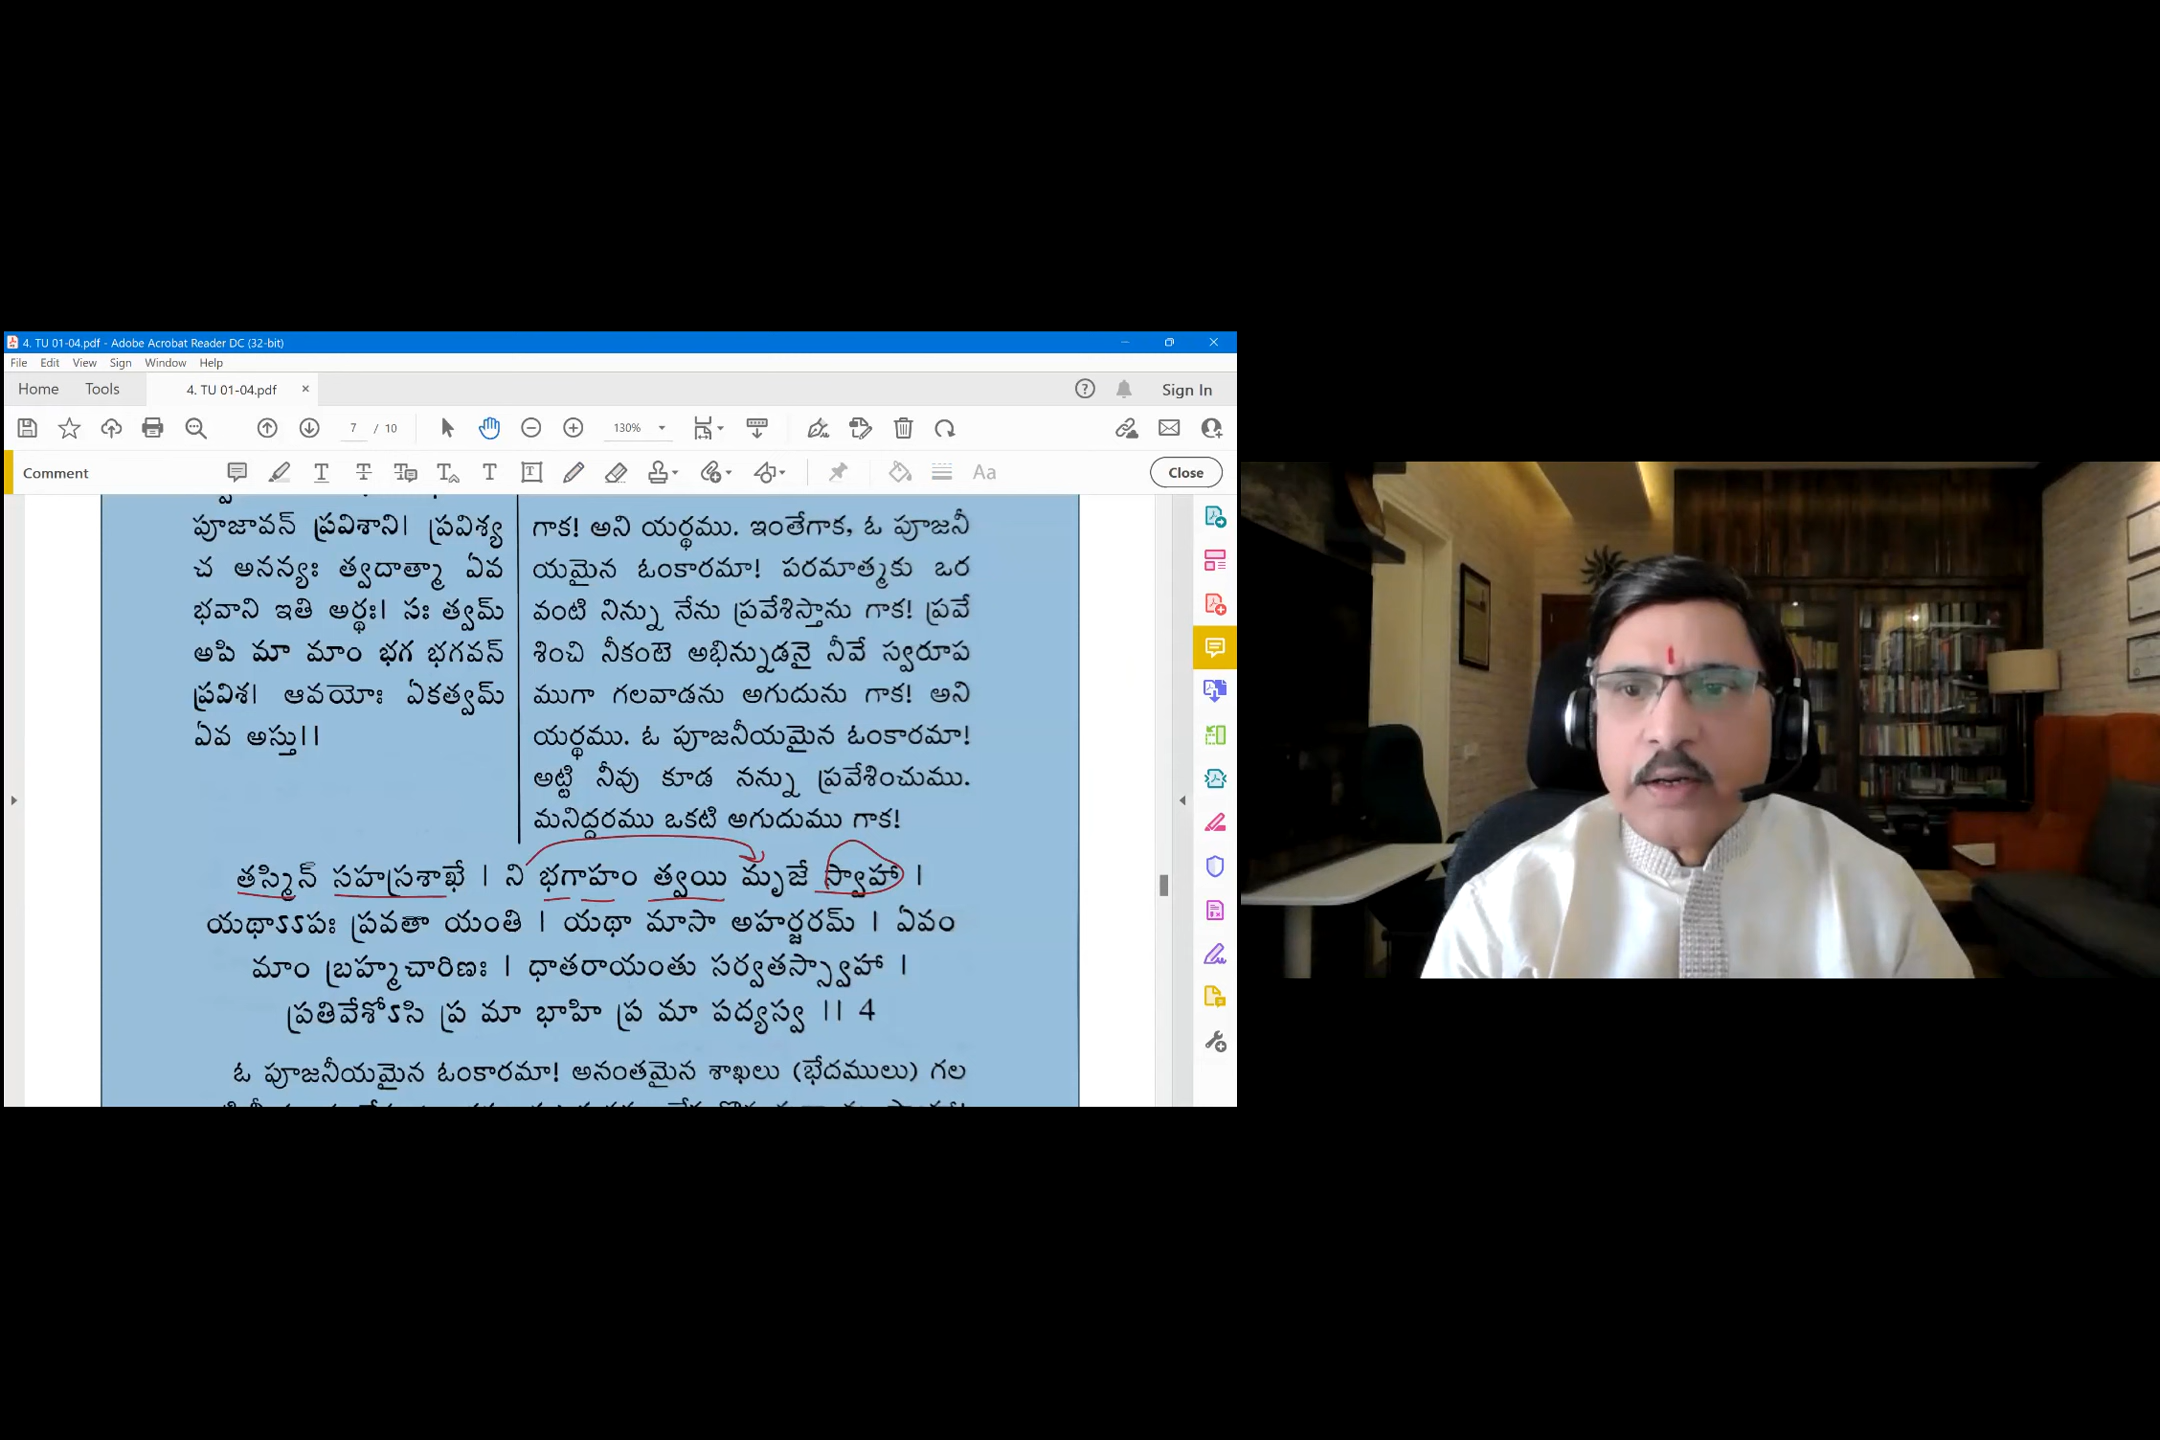 4. TU 01-04.pdf - Adobe Acrobat Reader DC (32-bit)
File Edit View Sign Window Help
Home Tools 4. TU 01-04.pdf × Sign In
7 / 10 130%
Comment Close
పూజావన్ ప్రవిశాని। ప్రవిశ్య
చ అనన్యః త్వదాత్మా ఏవ
భవాని ఇతి అర్థః। సః త్వమ్
అపి మా మాం భగ భగవన్
ప్రవిశ। ఆవయోః ఏకత్వమ్
ఏవ అస్తు।।
గాక! అని యర్థము. ఇంతేగాక, ఓ పూజనీ
యమైన ఓంకారమా! పరమాత్మకు ఒర
వంటి నిన్ను నేను ప్రవేశిస్తాను గాక! ప్రవే
శించి నీకంటె అభిన్నుడనై నీవే స్వరూప
ముగా గలవాడను అగుదును గాక! అని
యర్థము. ఓ పూజనీయమైన ఓంకారమా!
అట్టి నీవు కూడ నన్ను ప్రవేశించుము.
మనిద్దరము ఒకటి అగుదుము గాక!
తస్మిన్ సహస్రశాఖే । ని భగాహం త్వయి మృజే స్వాహా ।
యథాఽఽపః ప్రవతా యంతి । యథా మాసా అహర్జరమ్ । ఏవం
మాం బ్రహ్మచారిణః । ధాతరాయంతు సర్వతస్స్వాహా ।
ప్రతివేశోఽసి ప్ర మా భాహి ప్ర మా పద్యస్వ ।। 4
ఓ పూజనీయమైన ఓంకారమా! అనంతమైన శాఖలు (భేదములు) గల